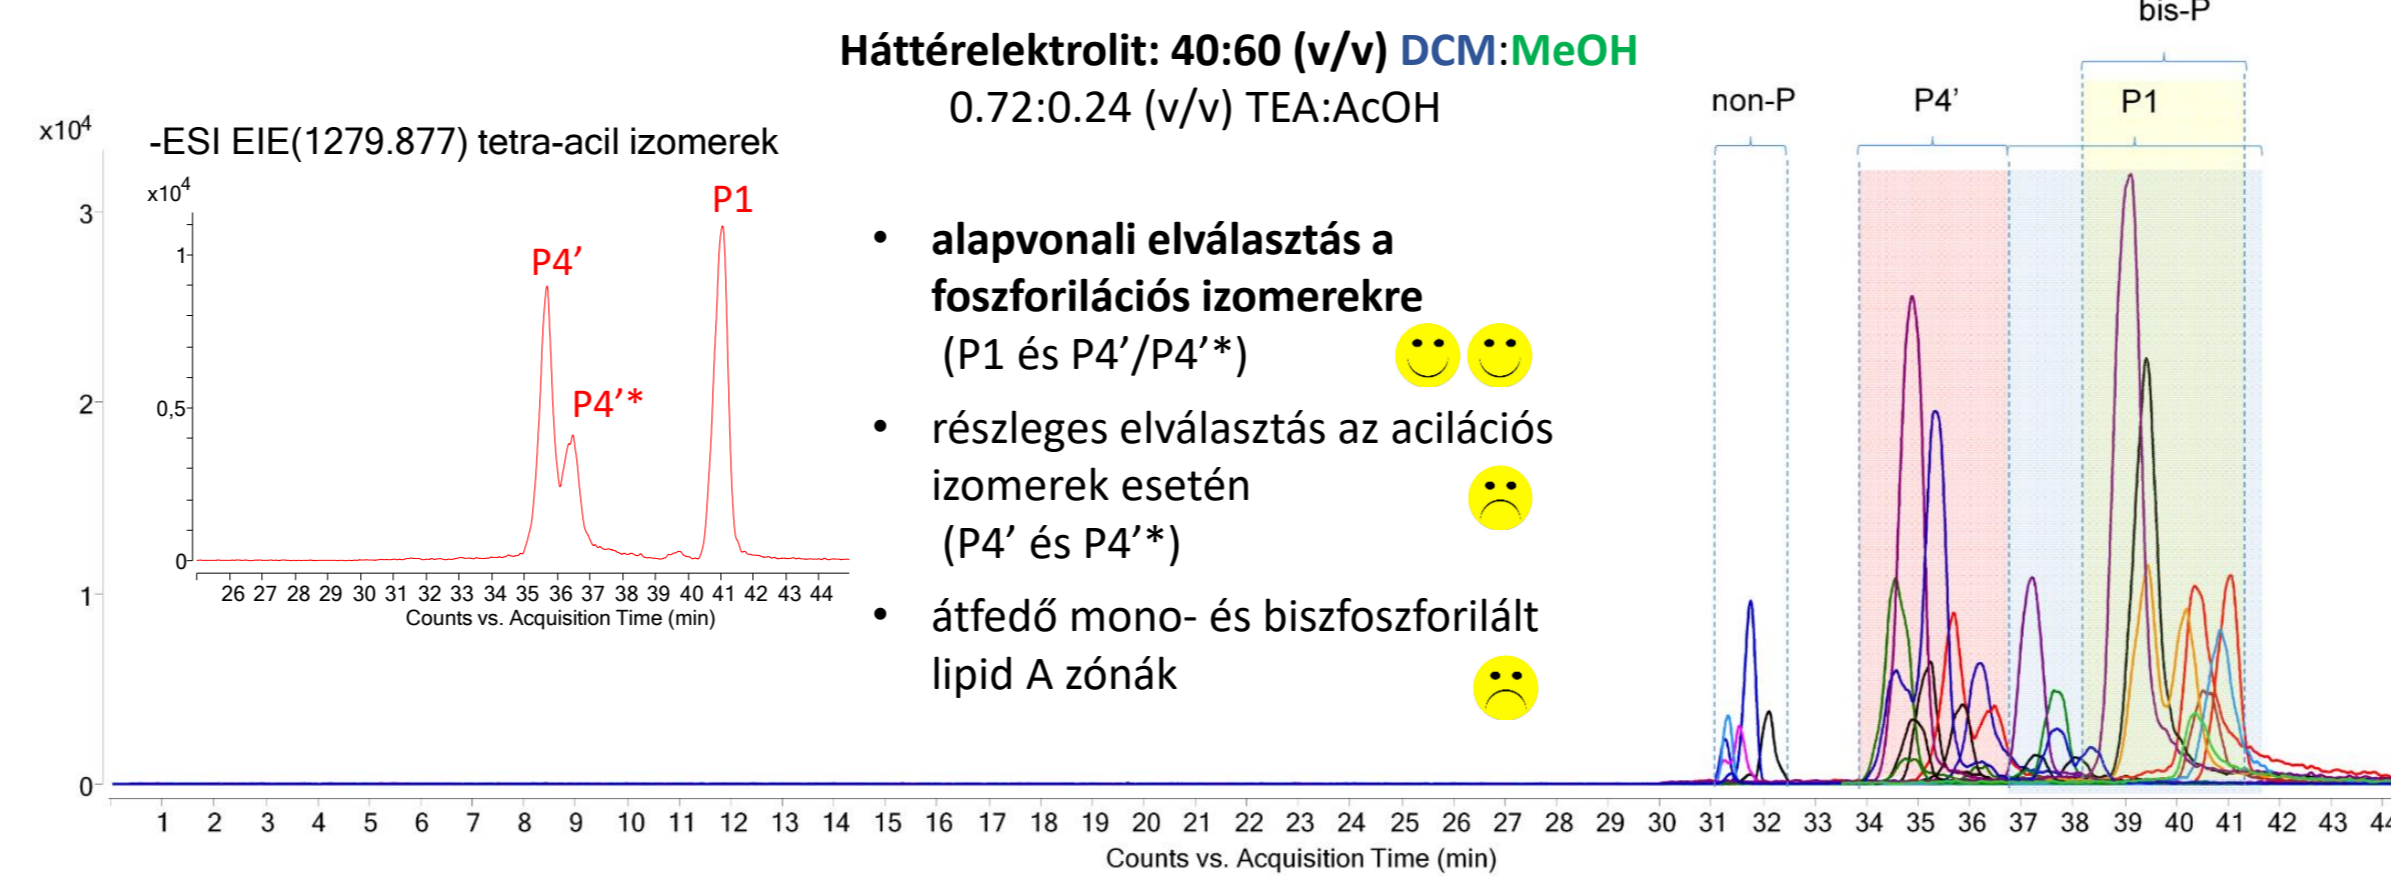 Háttérelektrolit: 40:60 (v/v) DCM:MeOH
0.72:0.24 (v/v) TEA:AcOH
-ESI EIE(1279.877) tetra-acil izomerek
x10⁴
P1
P4’
P4’*
1
0,5
0
26 27 28 29 30 31 32 33 34 35 36 37 38 39 40 41 42 43 44
Counts vs. Acquisition Time (min)
• alapvonali elválasztás a
foszforilációs izomerekre
(P1 és P4’/P4’*)
• részleges elválasztás az acilációs
izomerek esetén
(P4’ és P4’*)
• átfedő mono- és biszfoszforilált
lipid A zónák
bis-P
non-P P4’ P1
x10⁴
3
2
1
0
1 2 3 4 5 6 7 8 9 10 11 12 13 14 15 16 17 18 19 20 21 22 23 24 25 26 27 28 29 30 31 32 33 34 35 36 37 38 39 40 41 42 43 44
Counts vs. Acquisition Time (min)